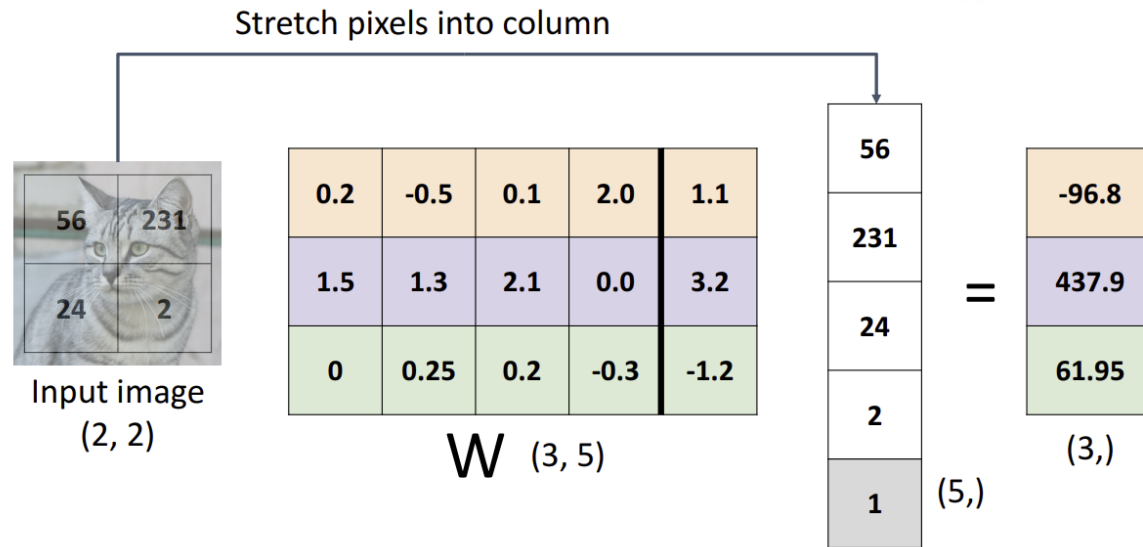 Stretch pixels into column
56 231
24 2
Input image
(2, 2)
0.2 -0.5 0.1 2.0 1.1
1.5 1.3 2.1 0.0 3.2
0 0.25 0.2 -0.3 -1.2
W (3, 5)
56
231
24
2
1
(5,)
=
-96.8
437.9
61.95
(3,)